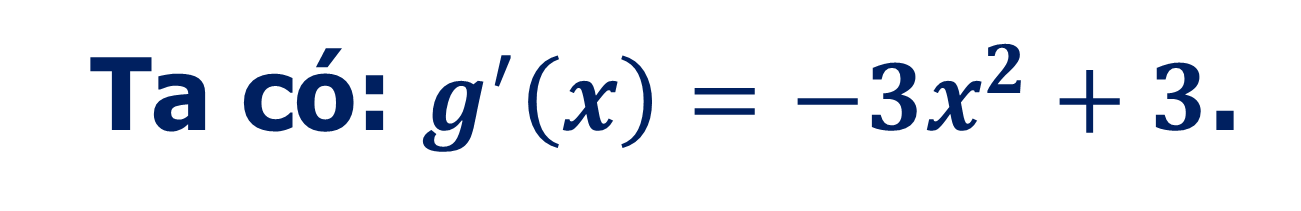 Ta có: g′(x) = −3x² + 3.